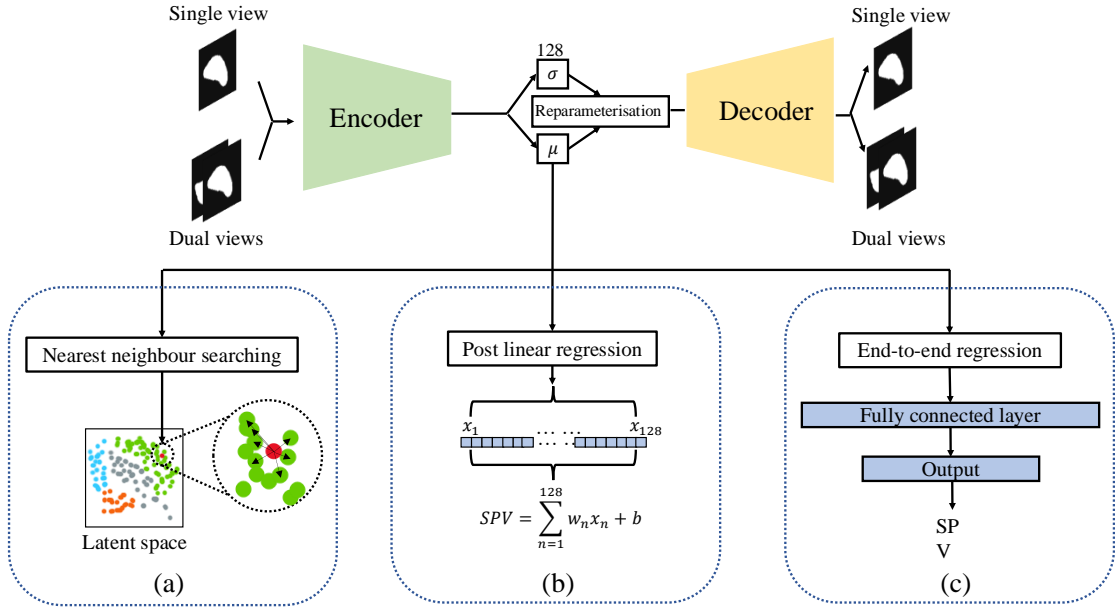 Single view
Single view
128
σ
Encoder
Reparameterisation
Decoder
μ
Dual views
Dual views
Nearest neighbour searching
Post linear regression
End-to-end regression
x₁
... ...
x₁₂₈
... ...
Fully connected layer
Output
SPV = ∑_{n=1}^{128} wₙxₙ + b
SP
V
Latent space
(a)
(b)
(c)